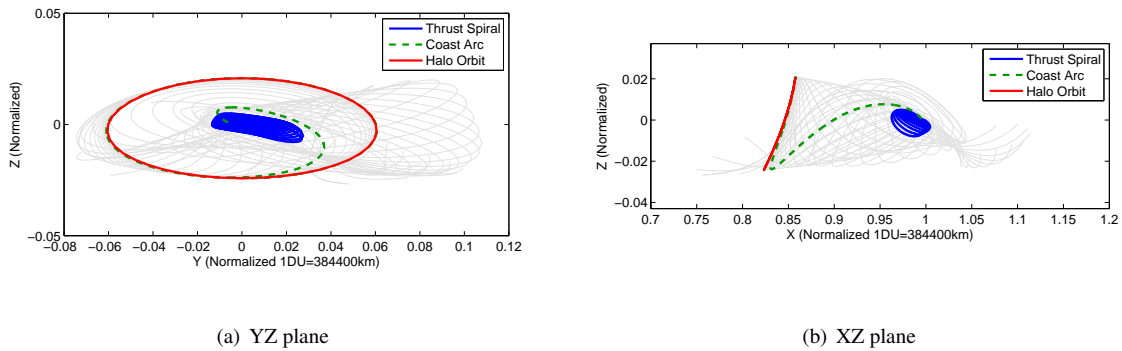 0.05
Thrust Spiral
Coast Arc
Halo Orbit
Z (Normalized)
0
−0.05
−0.08 −0.06 −0.04 −0.02 0 0.02 0.04 0.06 0.08 0.1 0.12
Y (Normalized 1DU=384400km)
(a) YZ plane
Thrust Spiral
Coast Arc
Halo Orbit
Z (Normalized)
0.02
0
−0.02
−0.04
0.7 0.75 0.8 0.85 0.9 0.95 1 1.05 1.1 1.15 1.2
X (Normalized 1DU=384400km)
(b) XZ plane